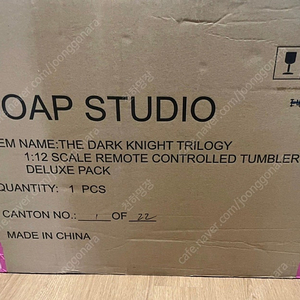 OAP STUDIO
EM NAME:THE DARK KNIGHT TRILOGY
1:12 SCALE REMOTE CONTROLLED TUMBLER
DELUXE PACK
QUANTITY: 1 PCS
CANTON NO.: 1 OF 22
MADE IN CHINA
cafe.naver.com/joonggonara